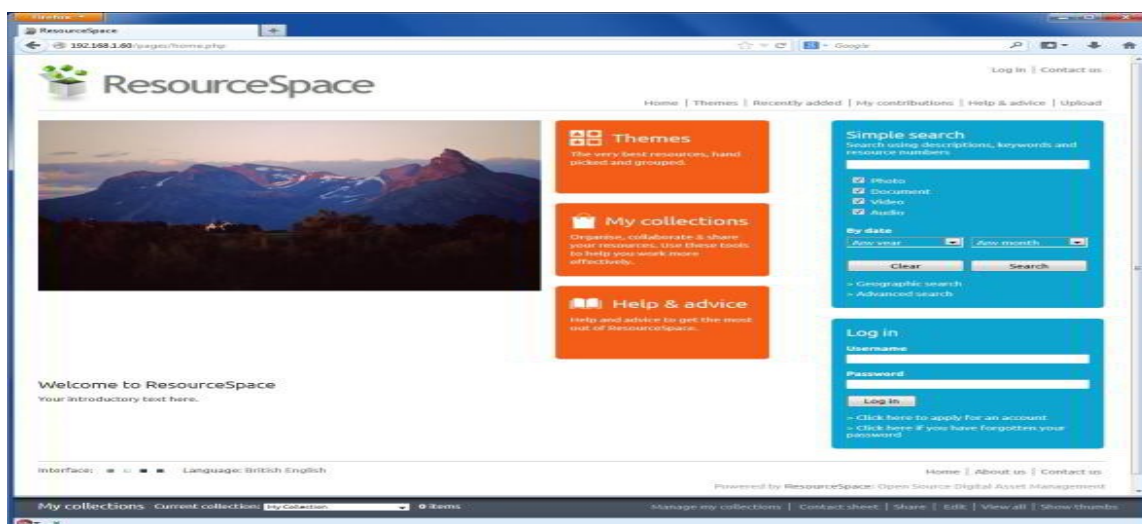 Firefox
ResourceSpace
192.168.1.60/pages/home.php
Google
ResourceSpace
Log in | Contact us
Home | Themes | Recently added | My contributions | Help & advice | Upload
Themes
The very best resources, hand
picked and grouped.
My collections
Organise, collaborate & share
your resources. Use these tools
to help you work more
effectively.
Help & advice
Help and advice to get the most
out of ResourceSpace.
Simple search
Search using descriptions, keywords and
resource numbers
Photo
Document
Video
Audio
By date
Any year Any month
Clear Search
» Geographic search
» Advanced search
Log in
Username
Password
Log in
» Click here to apply for an account
» Click here if you have forgotten your
password
Welcome to ResourceSpace
Your introductory text here.
Interface: Language: British English
Home | About us | Contact us
Powered by ResourceSpace: Open Source Digital Asset Management
My collections Current collection: My Collection 0 items Manage my collections | Contact sheet | Share | Edit | View all | Show thumbs